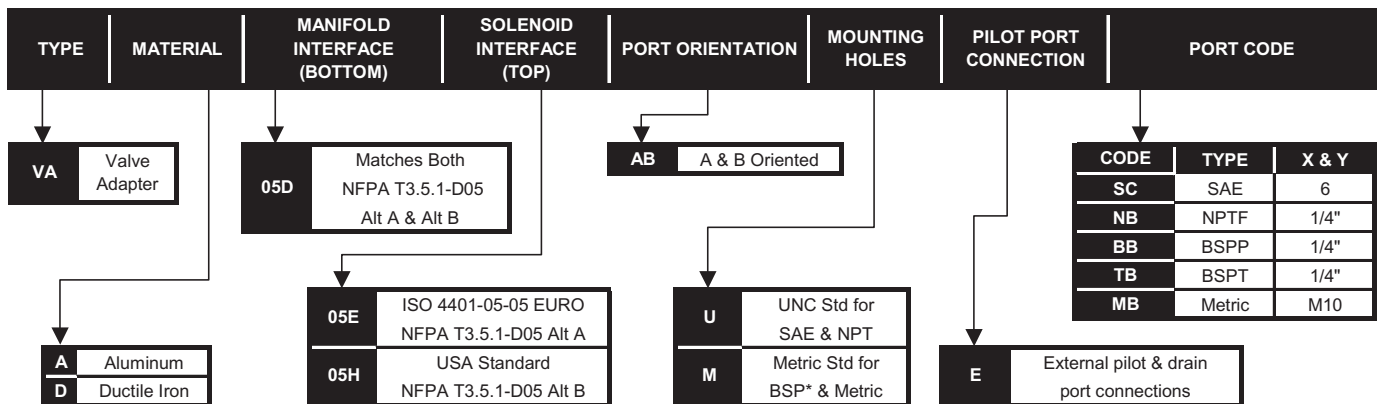 TYPE
MATERIAL
MANIFOLD
INTERFACE
(BOTTOM)
SOLENOID
INTERFACE
(TOP)
PORT ORIENTATION
MOUNTING
HOLES
PILOT PORT
CONNECTION
PORT CODE
VA
Valve
Adapter
05D
Matches Both
NFPA T3.5.1-D05
Alt A & Alt B
AB
A & B Oriented
CODE TYPE X & Y
SC SAE 6
NB NPTF 1/4"
BB BSPP 1/4"
TB BSPT 1/4"
MB Metric M10
A Aluminum
D Ductile Iron
05E
ISO 4401-05-05 EURO
NFPA T3.5.1-D05 Alt A
05H
USA Standard
NFPA T3.5.1-D05 Alt B
U
UNC Std for
SAE & NPT
M
Metric Std for
BSP* & Metric
E
External pilot & drain
port connections